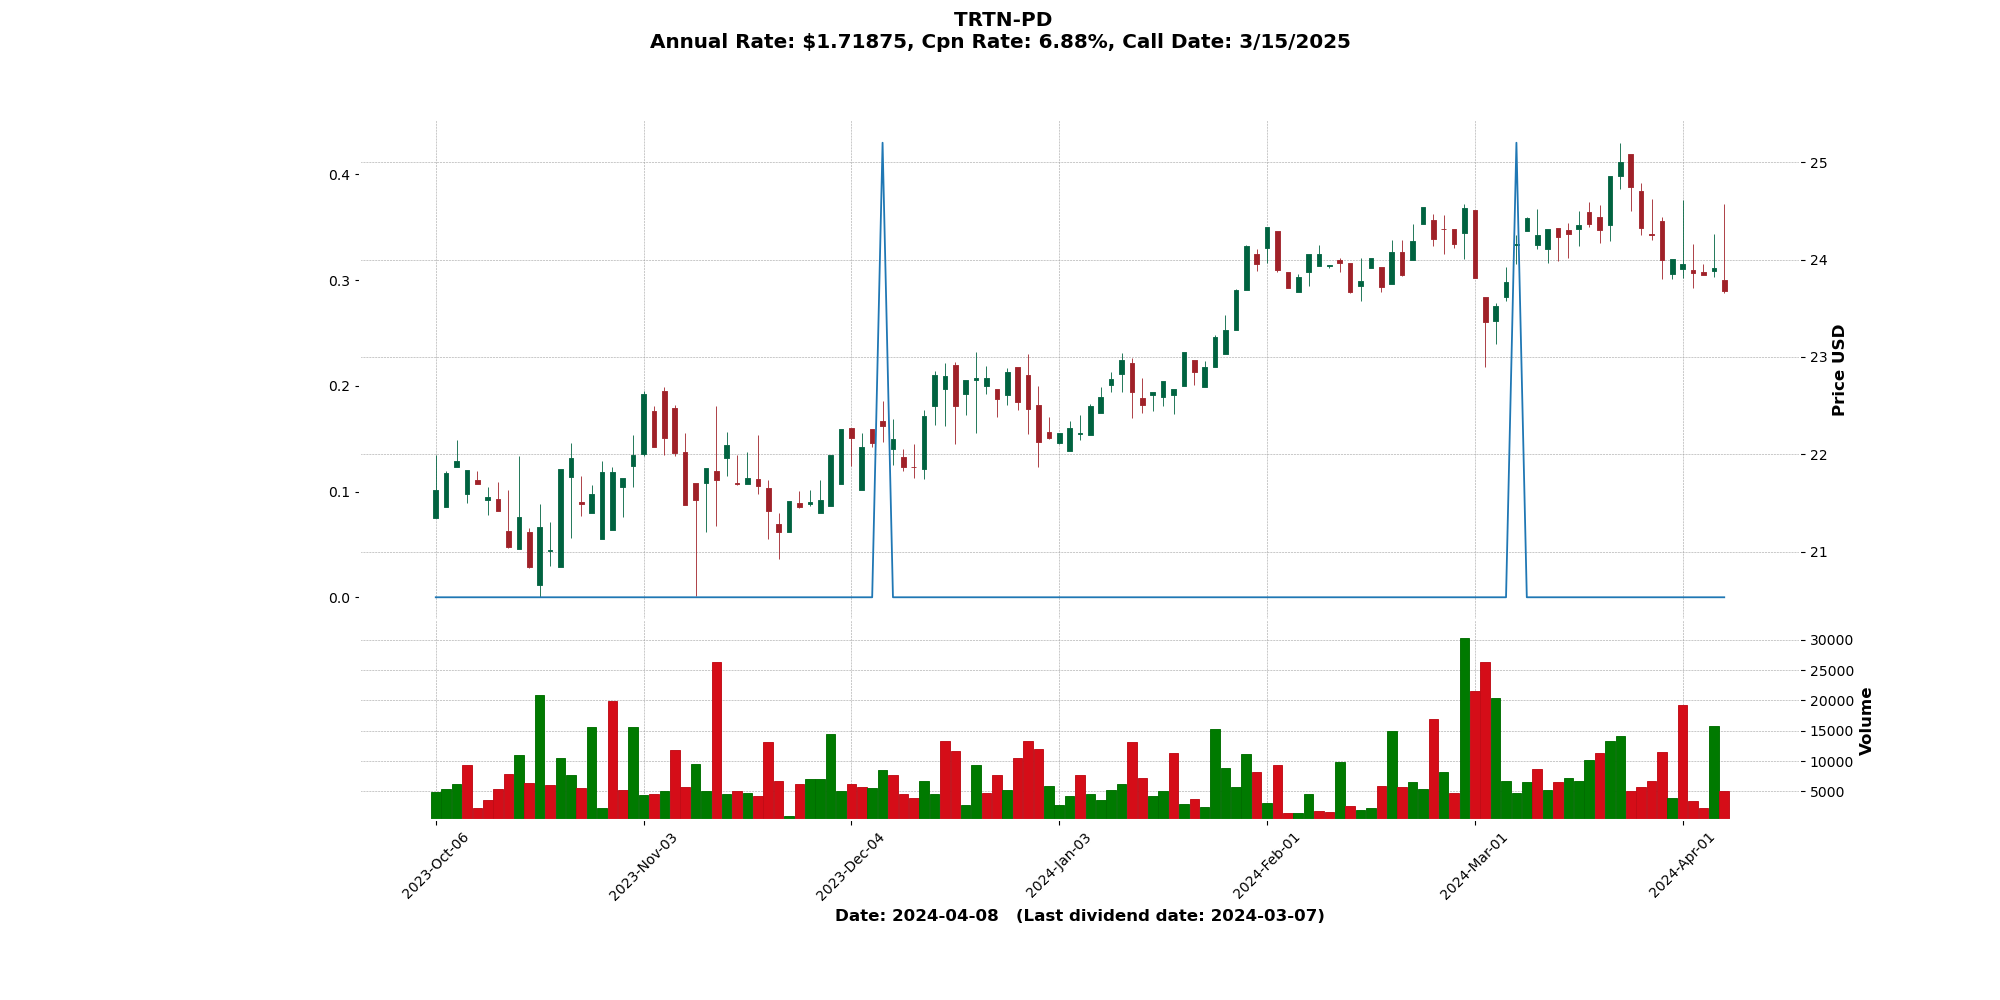 TRTN-PD
Annual Rate: $1.71875, Cpn Rate: 6.88%, Call Date: 3/15/2025
0.4
0.3
0.2
0.1
0.0
25
24
23
22
21
Price USD
30000
25000
20000
15000
10000
5000
Volume
2023-Oct-06
2023-Nov-03
2023-Dec-04
2024-Jan-03
2024-Feb-01
2024-Mar-01
2024-Apr-01
Date: 2024-04-08 (Last dividend date: 2024-03-07)